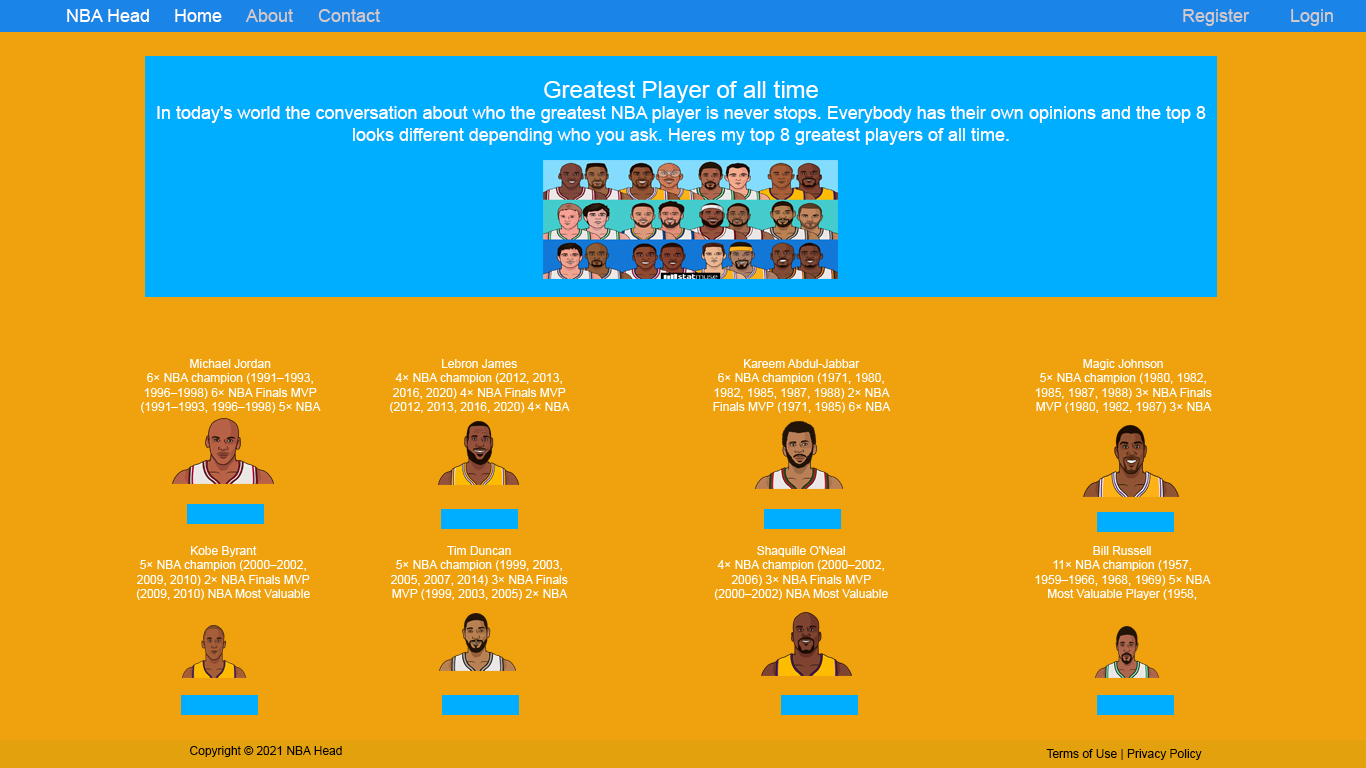 NBA Head Home About Contact Register Login
Greatest Player of all time
In today's world the conversation about who the greatest NBA player is never stops. Everybody has their own opinions and the top 8
looks different depending who you ask. Heres my top 8 greatest players of all time.
statmuse
Michael Jordan
6× NBA champion (1991–1993,
1996–1998) 6× NBA Finals MVP
(1991–1993, 1996–1998) 5× NBA
Lebron James
4× NBA champion (2012, 2013,
2016, 2020) 4× NBA Finals MVP
(2012, 2013, 2016, 2020) 4× NBA
Kareem Abdul-Jabbar
6× NBA champion (1971, 1980,
1982, 1985, 1987, 1988) 2× NBA
Finals MVP (1971, 1985) 6× NBA
Magic Johnson
5× NBA champion (1980, 1982,
1985, 1987, 1988) 3× NBA Finals
MVP (1980, 1982, 1987) 3× NBA
Kobe Byrant
5× NBA champion (2000–2002,
2009, 2010) 2× NBA Finals MVP
(2009, 2010) NBA Most Valuable
Tim Duncan
5× NBA champion (1999, 2003,
2005, 2007, 2014) 3× NBA Finals
MVP (1999, 2003, 2005) 2× NBA
Shaquille O'Neal
4× NBA champion (2000–2002,
2006) 3× NBA Finals MVP
(2000–2002) NBA Most Valuable
Bill Russell
11× NBA champion (1957,
1959–1966, 1968, 1969) 5× NBA
Most Valuable Player (1958,
Copyright © 2021 NBA Head
Terms of Use | Privacy Policy